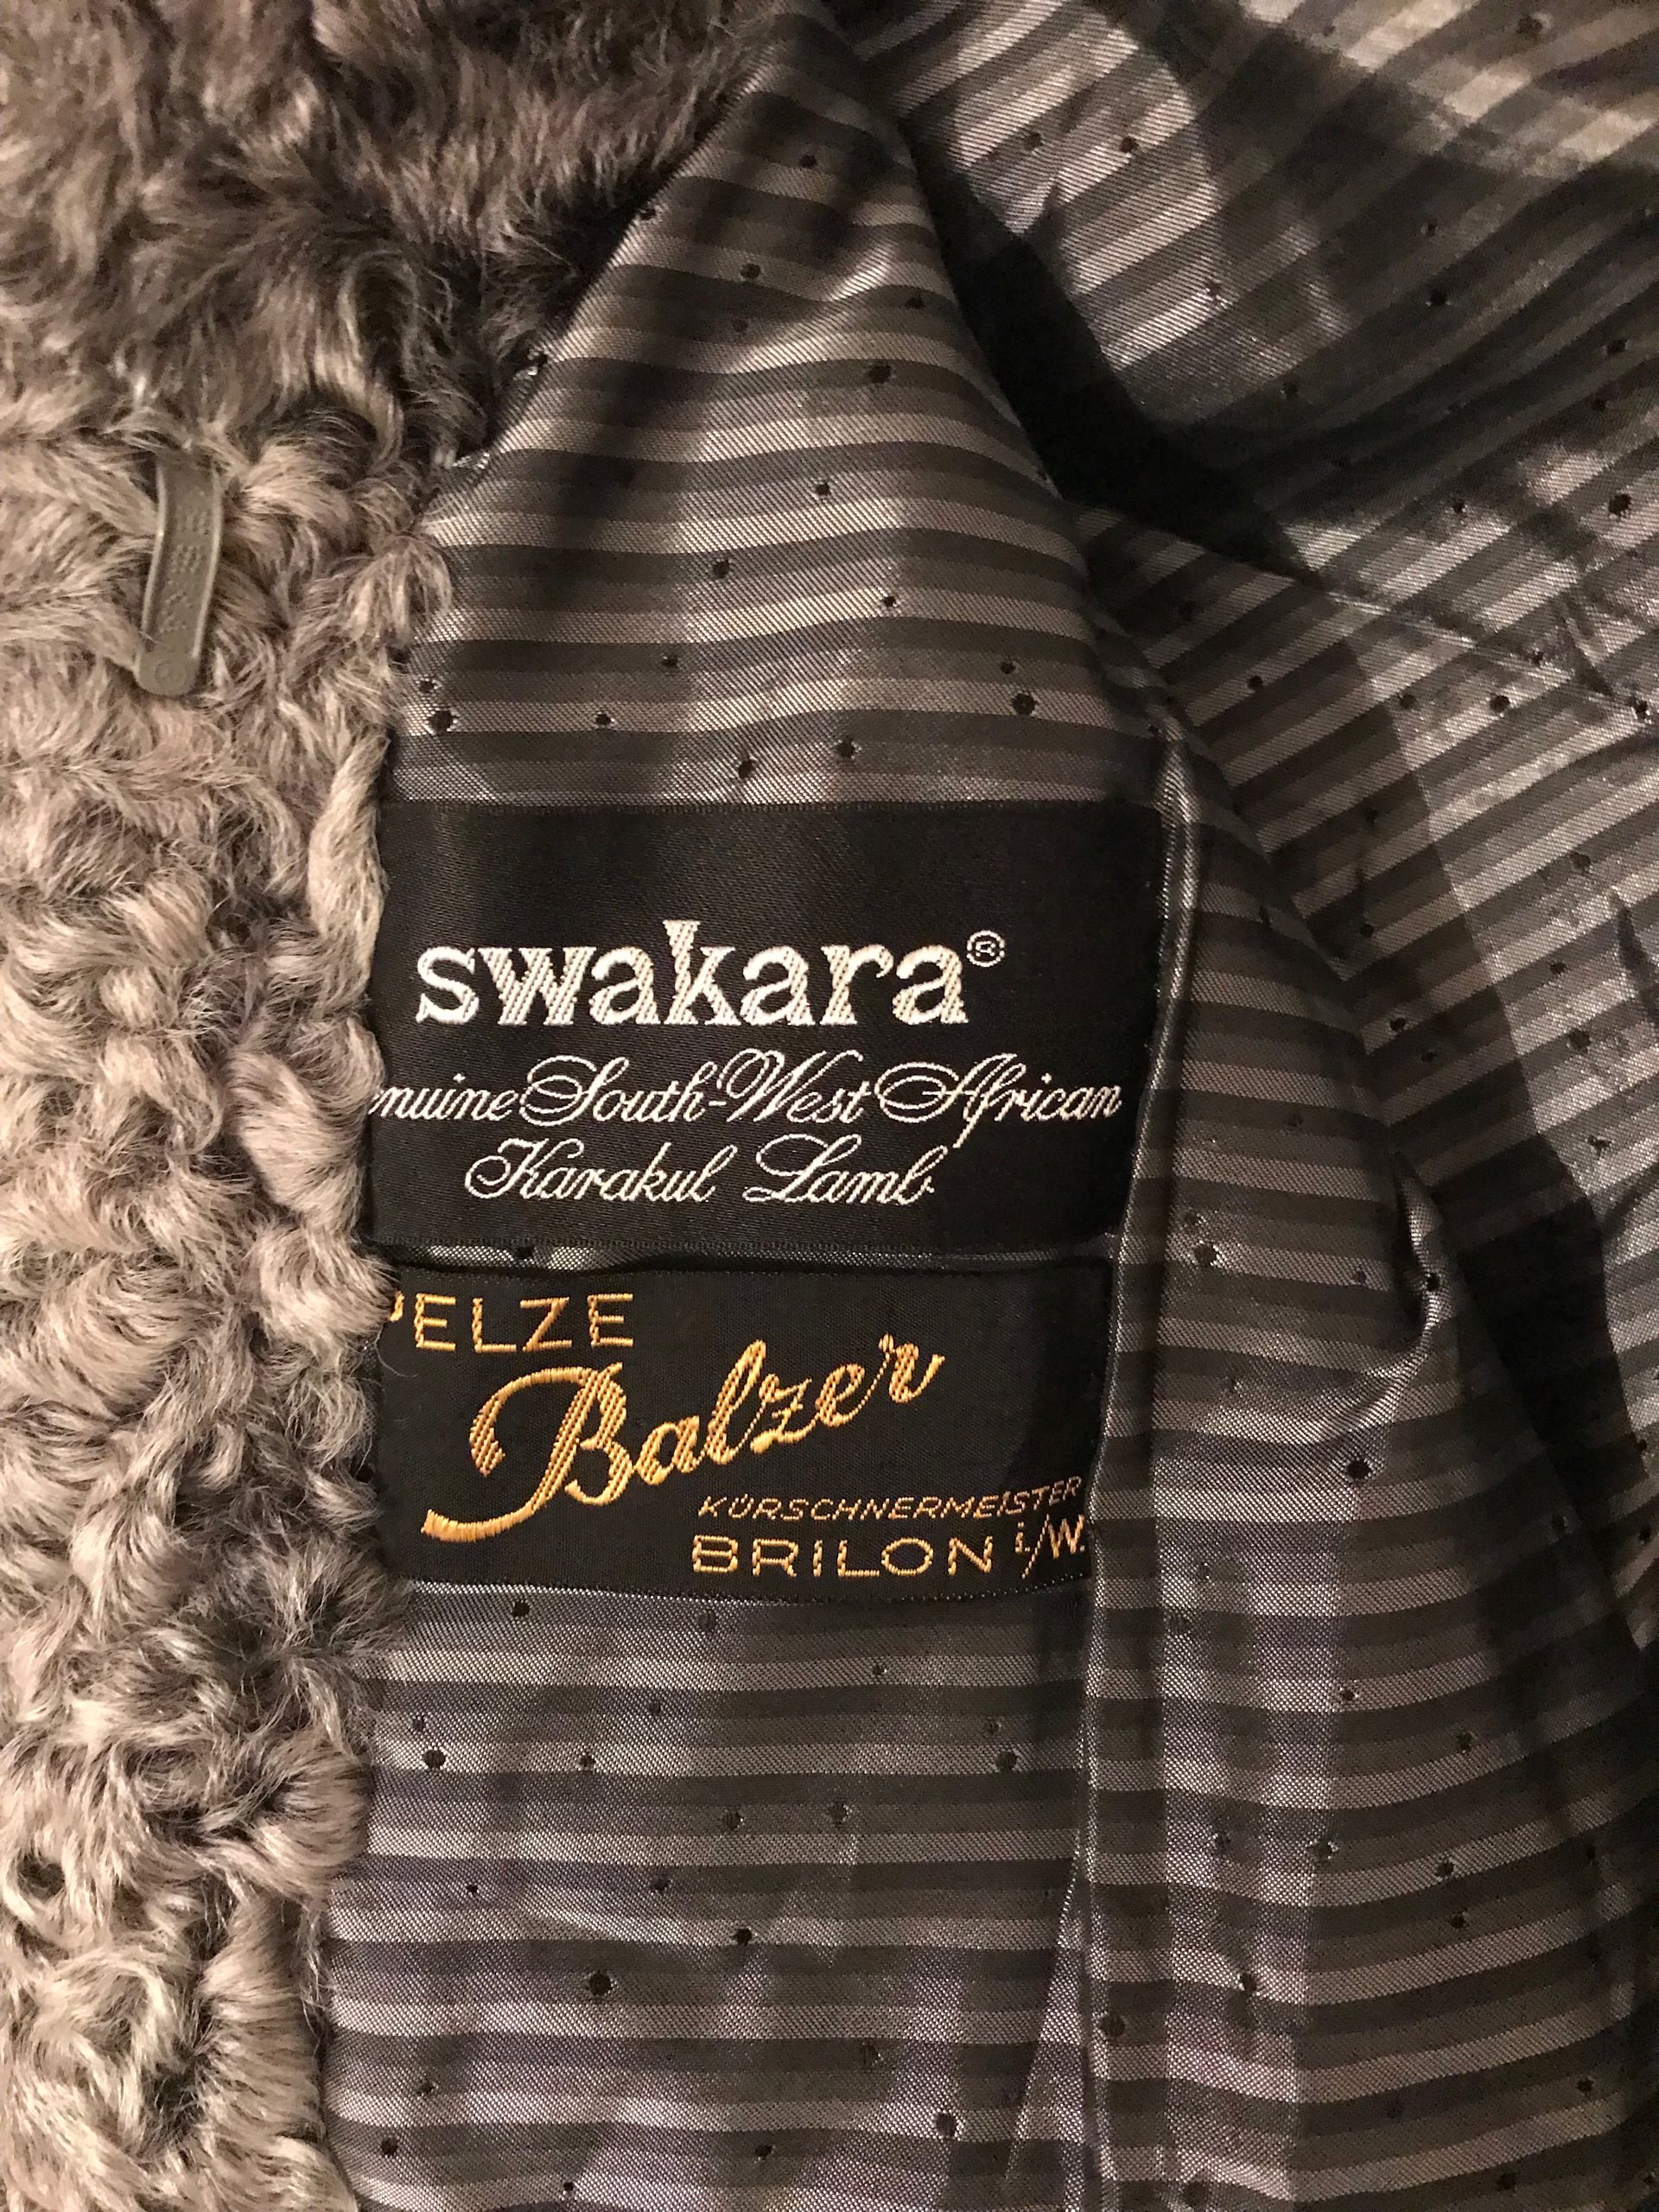 swakara®
enuine South-West African
Karakul Lamb
PELZE
Balzer
KÜRSCHNERMEISTER
BRILON i./W.